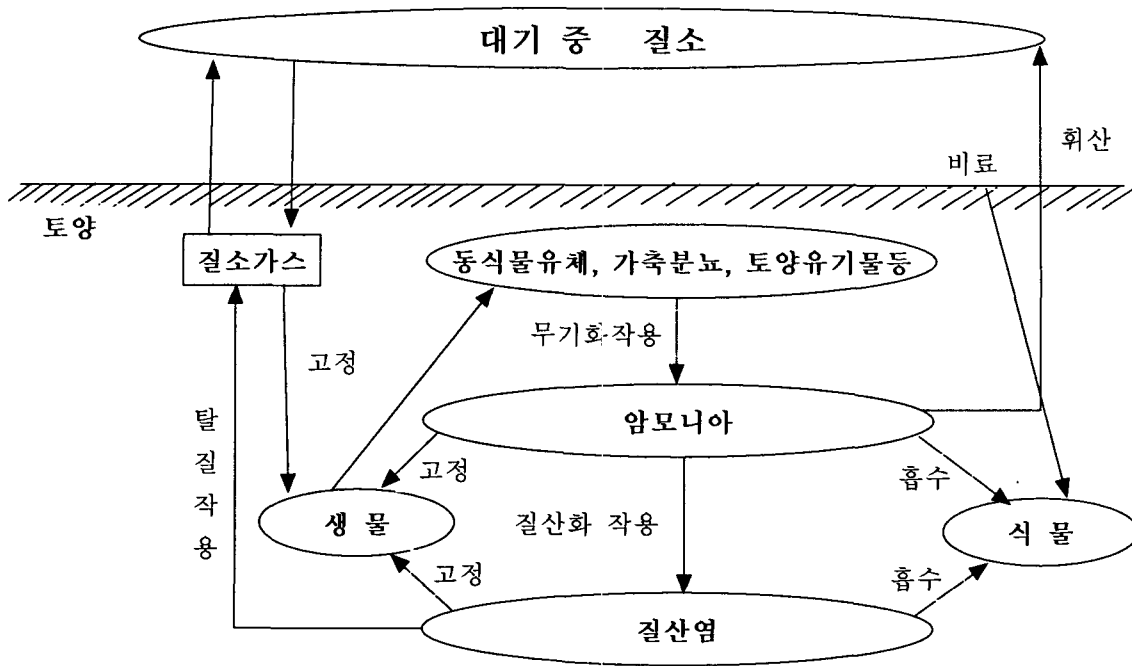 대기 중 질소
휘산
비료
토양
질소가스
동식물유체, 가축분뇨, 토양유기물등
무기화작용
고정
탈질작용
암모니아
고정
흡수
생물
질산화 작용
식물
고정
흡수
질산염